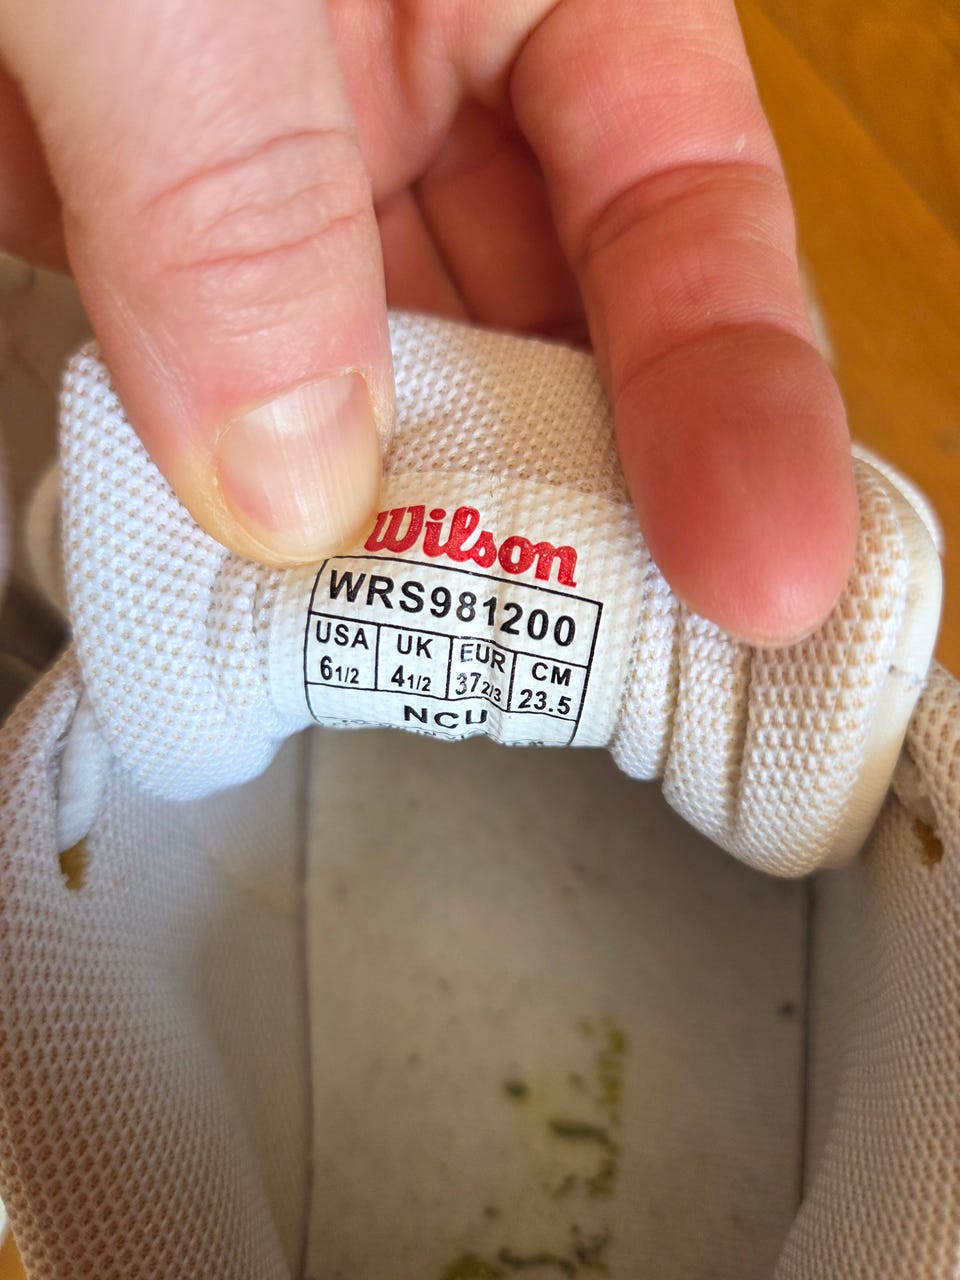 Wilson
WRS981200
USA UK EUR CM
6 1/2 4 1/2 37 2/3 23.5
NCU